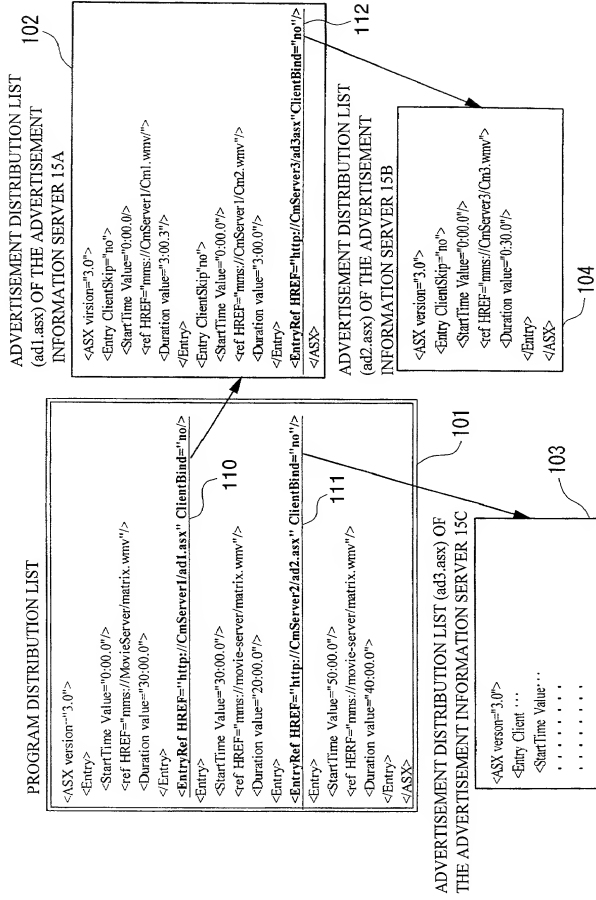 PROGRAM DISTRIBUTION LIST
<ASX version="3.0">
<Entry>
<StartTime Value="0:00.0"/>
<ref HREF="mms://MovieServer/matrix.wmv"/>
<Duration value="30:00.0"/>
</Entry>
<EntryRef HREF="http://CmServer1/ad1.asx" ClientBind="no/>
<Entry>
<StartTime Value="30:00.0"/>
<ref HREF="mms://movie-server/matrix.wmv"/>
<Duration value="20:00.0"/>
<Entry>
<EntryRef HREF="http://CmServer2/ad2.asx" ClientBind="no"/>
<Entry>
<StartTime Value="50:00.0"/>
<ref HERF="mms://movie-server/matrix.wmv"/>
<Duration value="40:00.0"/>
</Entry>
</ASX>
110
111
101
ADVERTISEMENT DISTRIBUTION LIST
(ad1.asx) OF THE ADVERTISEMENT
INFORMATION SERVER 15A
102
<ASX virsion="3.0">
<Entry ClientSkip="no">
<StartTime Value="0:00.0/>
<ref HREF="mms://CmServer1/Cm1.wmv/">
<Duration value="3:00.3"/>
</Entry>
<Entry ClientSkip"no">
<StartTime Value="0:00.0"/>
<ref HREF="mms://CmServer1/Cm2.wmv"/>
<Duration value="3:00.0"/>
</Entry>
<EntryRef HREF="http://CmServer3/ad3asx"ClientBind="no"/>
</ASX>
112
ADVERTISEMENT DISTRIBUTION LIST
(ad2.asx) OF THE ADVERTISEMENT
INFORMATION SERVER 15B
<ASX version="3.0">
<Entry ClientSkip="no">
<StartTime Value="0:00.0">
<ref HREF="mms://CmServer3/Cm3.wmv">
<Duration value="0:30.0"/>
</Entry>
</ASX>
104
ADVERTISEMENT DISTRIBUTION LIST (ad3.asx) OF
THE ADVERTISEMENT INFORMATION SERVER 15C
103
<ASX verson="3.0">
<Entry Client ···
<StartTime Value···
· · · · · · · ·
· · · · · · · ·